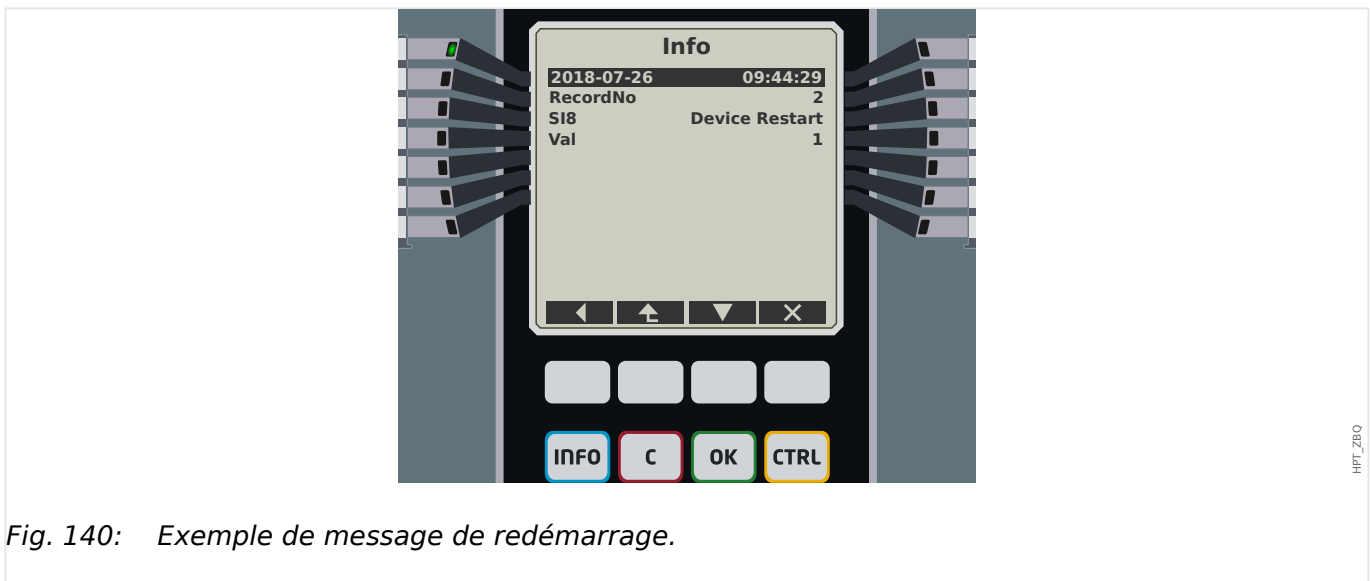 Info
2018-07-26 09:44:29
RecordNo 2
SI8 Device Restart
Val 1
INFO C OK CTRL
HPT_ZBQ
Fig. 140: Exemple de message de redémarrage.